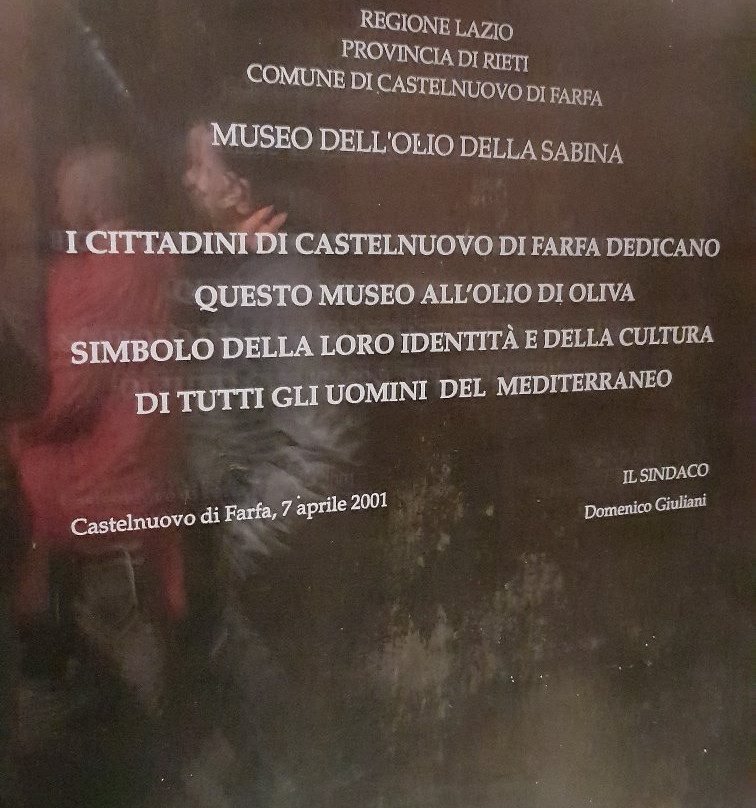 REGIONE LAZIO
PROVINCIA DI RIETI
COMUNE DI CASTELNUOVO DI FARFA
MUSEO DELL'OLIO DELLA SABINA
I CITTADINI DI CASTELNUOVO DI FARFA DEDICANO
QUESTO MUSEO ALL'OLIO DI OLIVA
SIMBOLO DELLA LORO IDENTITÀ E DELLA CULTURA
DI TUTTI GLI UOMINI DEL MEDITERRANEO
IL SINDACO
Castelnuovo di Farfa, 7 aprile 2001
Domenico Giuliani